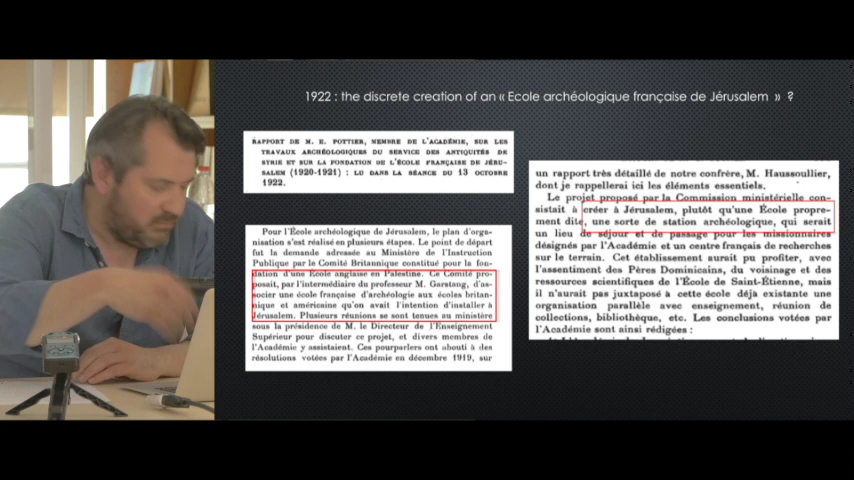 1922 : the discrete creation of an « Ecole archéologique française de Jérusalem » ?
RAPPORT DE M. E. POTTIER, MEMBRE DE L'ACADÉMIE, SUR LES
TRAVAUX ARCHÉOLOGIQUES DU SERVICE DES ANTIQUITÉS DE
SYRIE ET SUR LA FONDATION DE L'ÉCOLE FRANÇAISE DE JÉRU-
SALEM (1920-1921) : LU DANS LA SÉANCE DU 13 OCTOBRE
1922.
Pour l'École archéologique de Jérusalem, le plan d'orga-
nisation s'est réalisé en plusieurs étapes. Le point de départ
fut la demande adressée au Ministère de l'Instruction
Publique par le Comité Britannique constitué pour la fon-
dation d'une École anglaise en Palestine. Ce Comité pro-
posait, par l'intermédiaire du professeur M. Garstang, d'as-
socier une école française d'archéologie aux écoles britan-
nique et américaine qu'on avait l'intention d'installer à
Jérusalem. Plusieurs réunions se sont tenues au ministère
sous la présidence de M. le Directeur de l'Enseignement
Supérieur pour discuter ce projet, et divers membres de
l'Académie y assistaient. Ces pourparlers ont abouti à des
résolutions votées par l'Académie en décembre 1919, sur
un rapport très détaillé de notre confrère, M. Haussoullier,
dont je rappellerai ici les éléments essentiels.
Le projet proposé par la Commission ministérielle con-
sistait à créer à Jérusalem, plutôt qu'une École propre-
ment dite, une sorte de station archéologique, qui serait
un lieu de séjour et de passage pour les missionnaires
désignés par l'Académie et un centre français de recherches
sur le terrain. Cet établissement aurait pu profiter, avec
l'assentiment des Pères Dominicains, du voisinage et des
ressources scientifiques de l'École de Saint-Étienne, mais
il n'aurait pas juxtaposé à cette école déjà existante une
organisation parallèle avec enseignement, réunion de
collections, bibliothèque, etc. Les conclusions votées par
l'Académie sont ainsi rédigées :